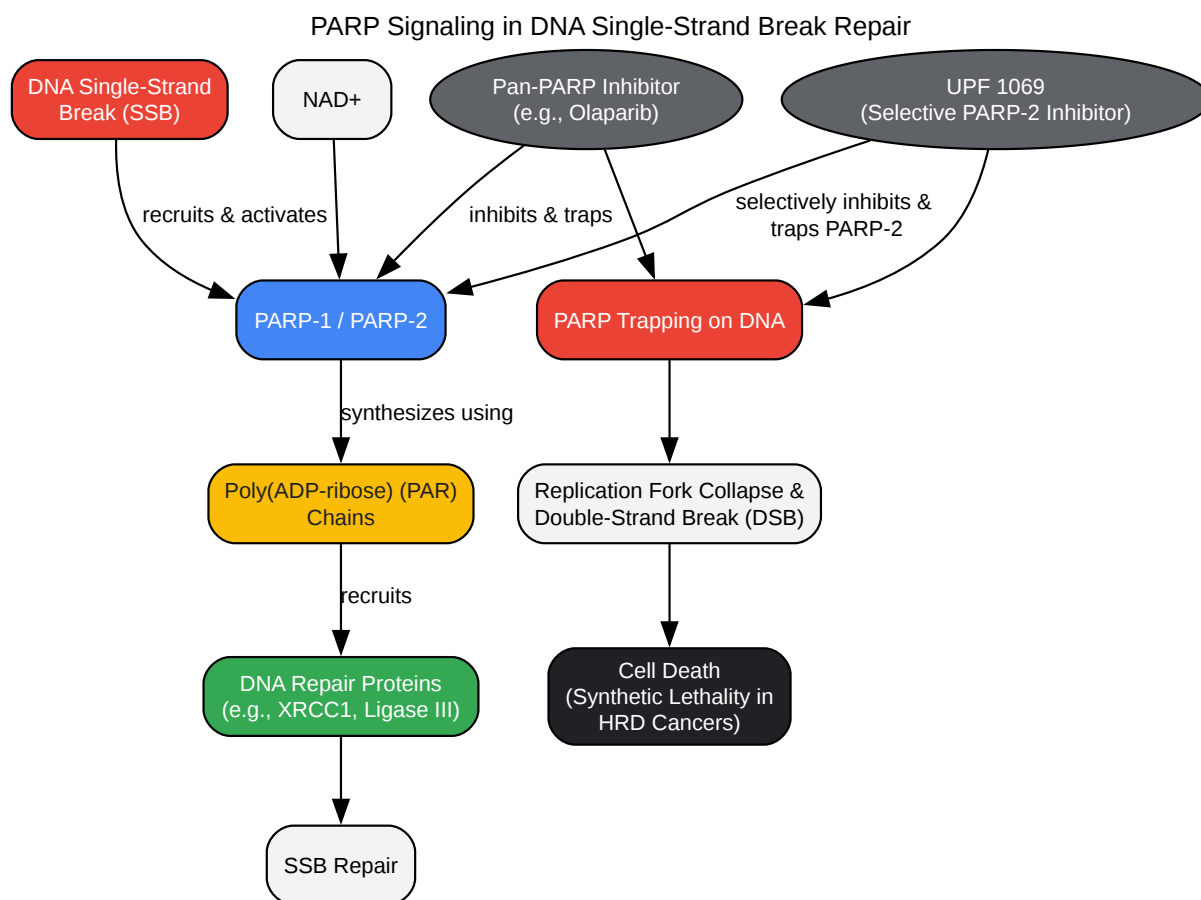 PARP Signaling in DNA Single-Strand Break Repair
DNA Single-Strand
Break (SSB)
NAD+
Pan-PARP Inhibitor
(e.g., Olaparib)
UPF 1069
(Selective PARP-2 Inhibitor)
recruits & activates
inhibits & traps
selectively inhibits &
traps PARP-2
PARP-1 / PARP-2
PARP Trapping on DNA
synthesizes using
Poly(ADP-ribose) (PAR)
Chains
Replication Fork Collapse &
Double-Strand Break (DSB)
recruits
DNA Repair Proteins
(e.g., XRCC1, Ligase III)
Cell Death
(Synthetic Lethality in
HRD Cancers)
SSB Repair